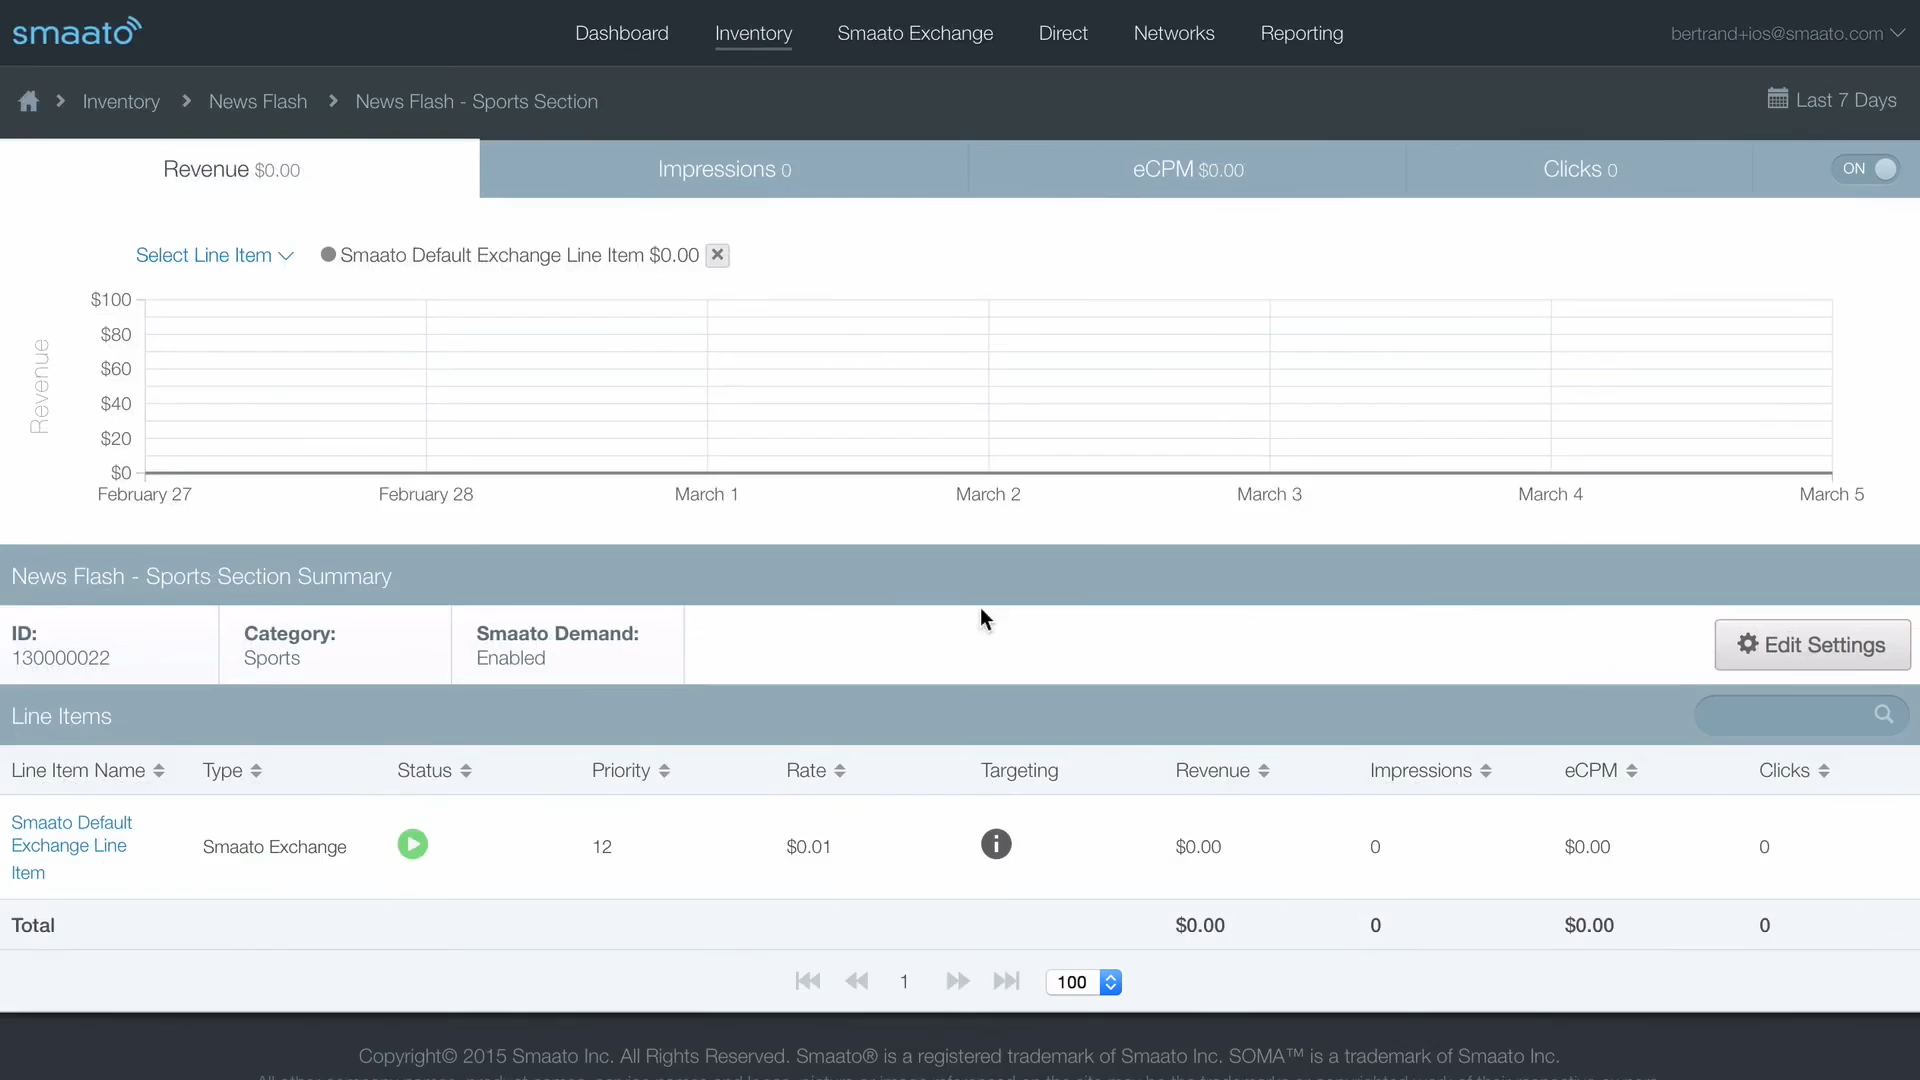 smaato
Dashboard Inventory Smaato Exchange Direct Networks Reporting
bertrand+ios@smaato.com
Inventory News Flash News Flash - Sports Section
Last 7 Days
Revenue $0.00 Impressions 0 eCPM $0.00 Clicks 0 ON
Select Line Item Smaato Default Exchange Line Item $0.00
Revenue
$100
$80
$60
$40
$20
$0
February 27 February 28 March 1 March 2 March 3 March 4 March 5
News Flash - Sports Section Summary
ID: Category: Smaato Demand:
130000022 Sports Enabled
Edit Settings
Line Items
Line Item Name Type Status Priority Rate Targeting Revenue Impressions eCPM Clicks
Smaato Default
Exchange Line
Item
Smaato Exchange 12 $0.01 $0.00 0 $0.00 0
Total $0.00 0 $0.00 0
1 100
Copyright© 2015 Smaato Inc. All Rights Reserved. Smaato® is a registered trademark of Smaato Inc. SOMA™ is a trademark of Smaato Inc.